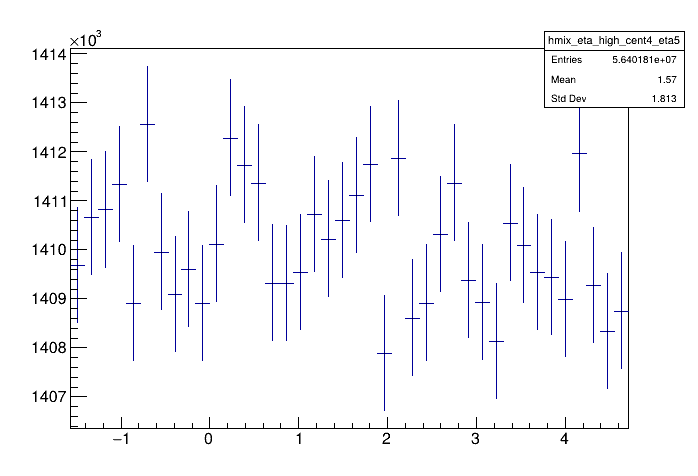 ×10³
hmix_eta_high_cent4_eta5
Entries 5.640181e+07
Mean 1.57
Std Dev 1.813
1414
1413
1412
1411
1410
1409
1408
1407
−1 0 1 2 3 4